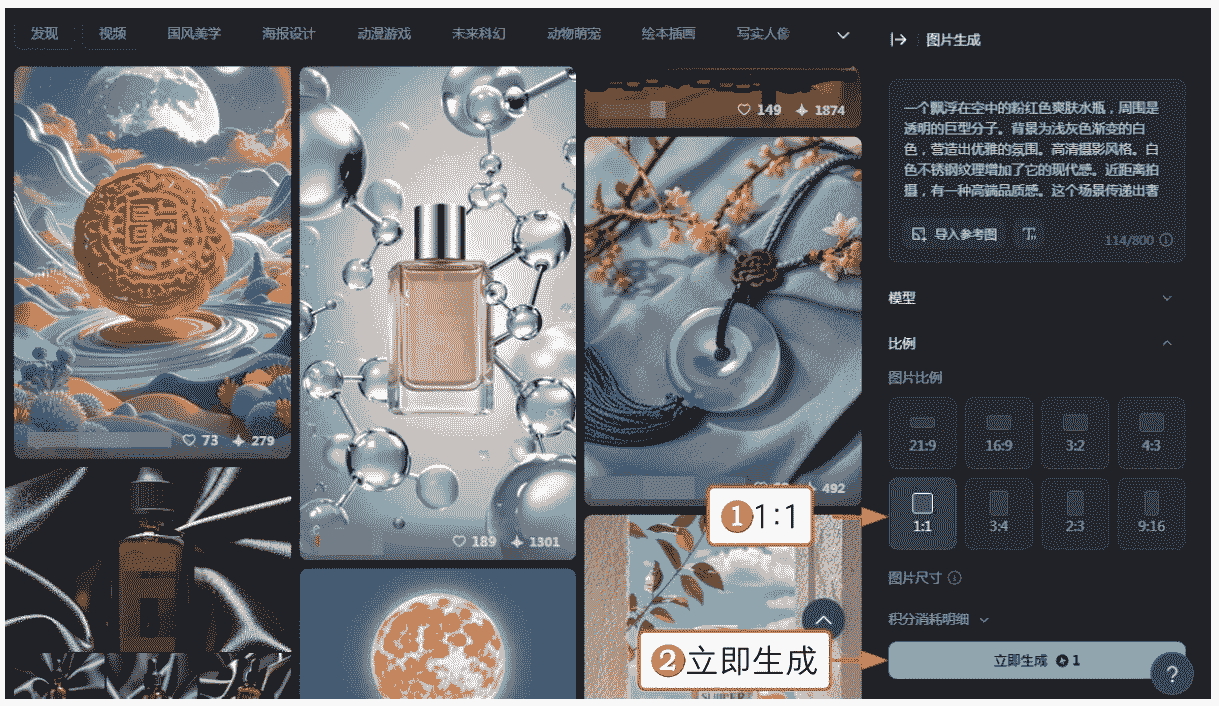 发现 视频 国风美学 海报设计 动漫游戏 未来科幻 动物萌宠 绘本插画 写实人像
图片生成
一个飘浮在空中的粉红色爽肤水瓶，周围是
透明的巨型分子。背景为浅灰色渐变的白
色，营造出优雅的氛围。高清摄影风格。白
色不锈钢纹理增加了它的现代感。近距离拍
摄，有一种高端品质感。这个场景传递出奢
导入参考图
114/800
模型
比例
图片比例
21:9 16:9 3:2 4:3
1:1 3:4 2:3 9:16
图片尺寸
积分消耗明细
立即生成 1
?
149 1874
73 279
189 1301
492
1 1:1
2 立即生成